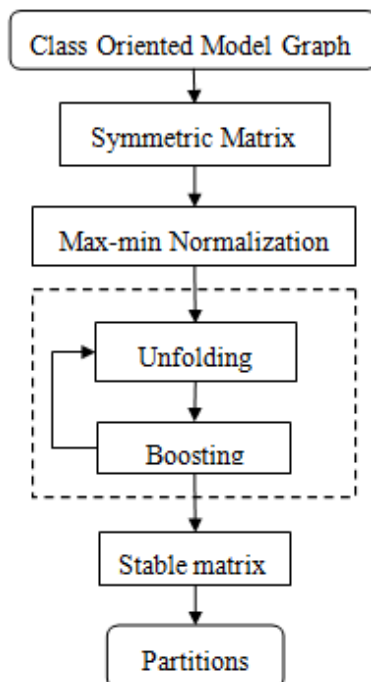 Class Oriented Model Graph
Symmetric Matrix
Max-min Normalization
Unfolding
Boosting
Stable matrix
Partitions